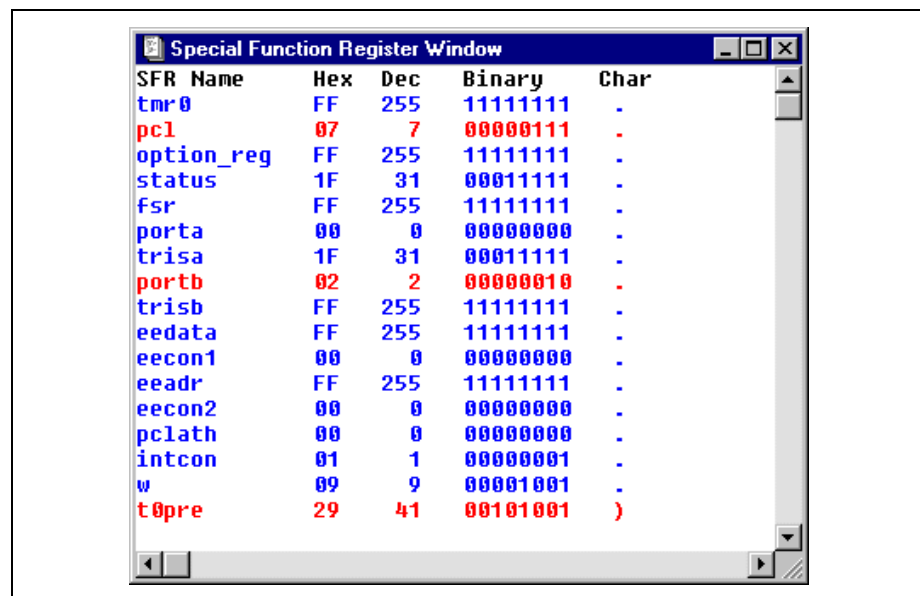 Special Function Register Window
SFR Name Hex Dec Binary Char
tmr0 FF 255 11111111 .
pcl 07 7 00000111 .
option_reg FF 255 11111111 .
status 1F 31 00011111 .
fsr FF 255 11111111 .
porta 00 0 00000000 .
trisa 1F 31 00011111 .
portb 02 2 00000010 .
trisb FF 255 11111111 .
eedata FF 255 11111111 .
eecon1 00 0 00000000 .
eeadr FF 255 11111111 .
eecon2 00 0 00000000 .
pclath 00 0 00000000 .
intcon 01 1 00000001 .
w 09 9 00001001 .
t0pre 29 41 00101001 )